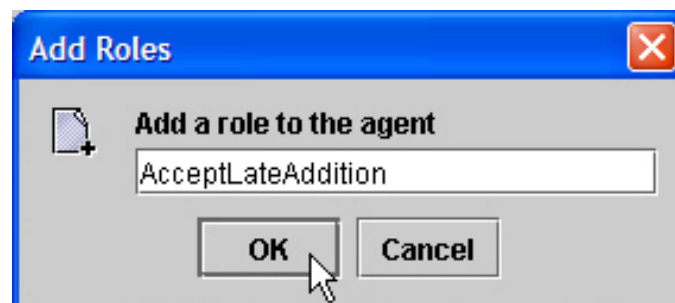 Add Roles
Add a role to the agent
AcceptLateAddition
OK Cancel